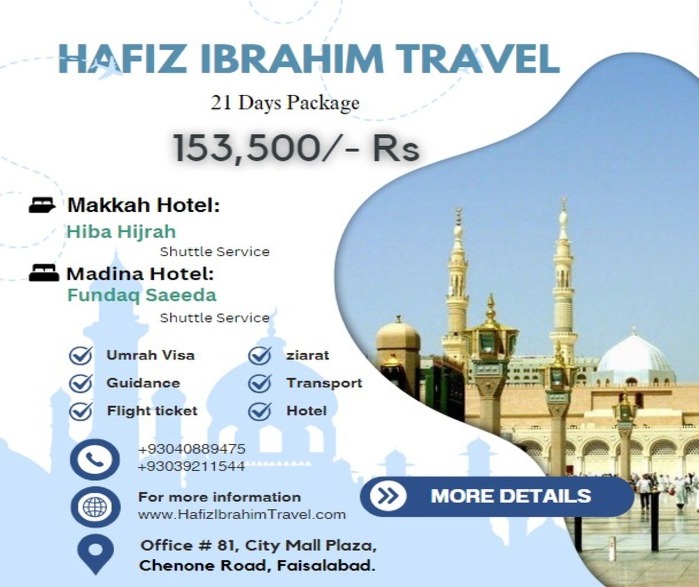 HAFIZ IBRAHIM TRAVEL
21 Days Package
153,500/- Rs
Makkah Hotel:
Hiba Hijrah
Shuttle Service
Madina Hotel:
Fundaq Saeeda
Shuttle Service
Umrah Visa
ziarat
Guidance
Transport
Flight ticket
Hotel
+93040889475
+93039211544
For more information
www.HafizIbrahimTravel.com
MORE DETAILS
Office # 81, City Mall Plaza,
Chenone Road, Faisalabad.